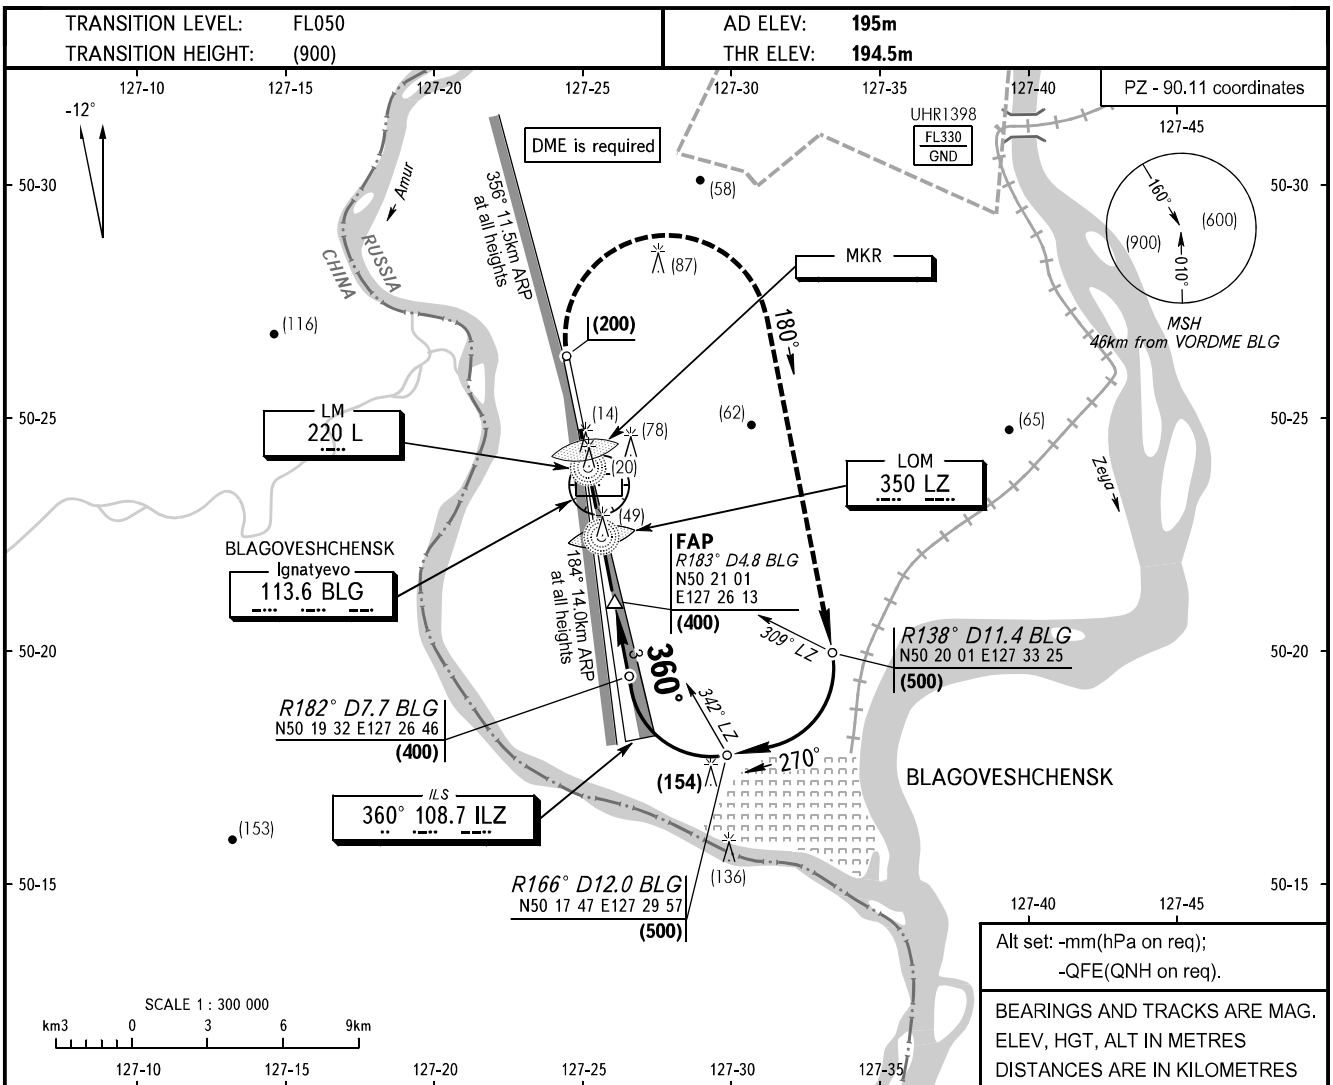 TRANSITION LEVEL: FL050
TRANSITION HEIGHT: (900)
AD ELEV: 195m
THR ELEV: 194.5m
127-10 127-15 127-20 127-25 127-30 127-35 127-40
PZ - 90.11 coordinates
127-45
-12°
DME is required
UHR1398
FL330
GND
50-30
50-30
Amur
(58)
356° 11.5km ARP
at all heights
160°
(600)
(900)
010°
MSH
46km from VORDME BLG
RUSSIA
CHINA
(87)
MKR
(116)
(200)
180°
50-25
50-25
LM
220 L
(14)
(78)
(62)
(65)
(20)
LOM
350 LZ
Zeya
(49)
BLAGOVESHCHENSK
Ignatyevo
113.6 BLG
184° 14.0km ARP
at all heights
FAP
R183° D4.8 BLG
N50 21 01
E127 26 13
(400)
309° LZ
R138° D11.4 BLG
N50 20 01 E127 33 25
(500)
50-20
50-20
3
360°
342° LZ
R182° D7.7 BLG
N50 19 32 E127 26 46
(400)
270°
(154)
BLAGOVESHCHENSK
ILS
360° 108.7 ILZ
(153)
(136)
R166° D12.0 BLG
N50 17 47 E127 29 57
(500)
50-15
50-15
127-40 127-45
Alt set: -mm(hPa on req);
-QFE(QNH on req).
SCALE 1 : 300 000
km3 0 3 6 9km
BEARINGS AND TRACKS ARE MAG.
ELEV, HGT, ALT IN METRES
DISTANCES ARE IN KILOMETRES
127-10 127-15 127-20 127-25 127-30 127-35